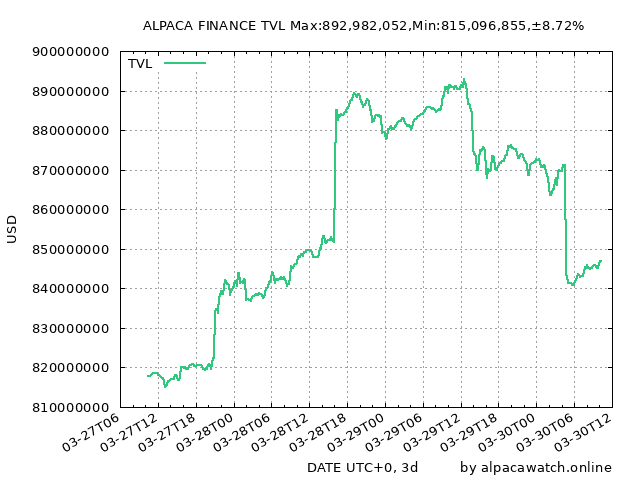 ALPACA FINANCE TVL Max:892,982,052,Min:815,096,855,±8.72%
TVL
900000000
890000000
880000000
870000000
860000000
850000000
840000000
830000000
820000000
810000000
USD
03-27T06
03-27T12
03-27T18
03-28T00
03-28T06
03-28T12
03-28T18
03-29T00
03-29T06
03-29T12
03-29T18
03-30T00
03-30T06
03-30T12
DATE UTC+0, 3d
by alpacawatch.online